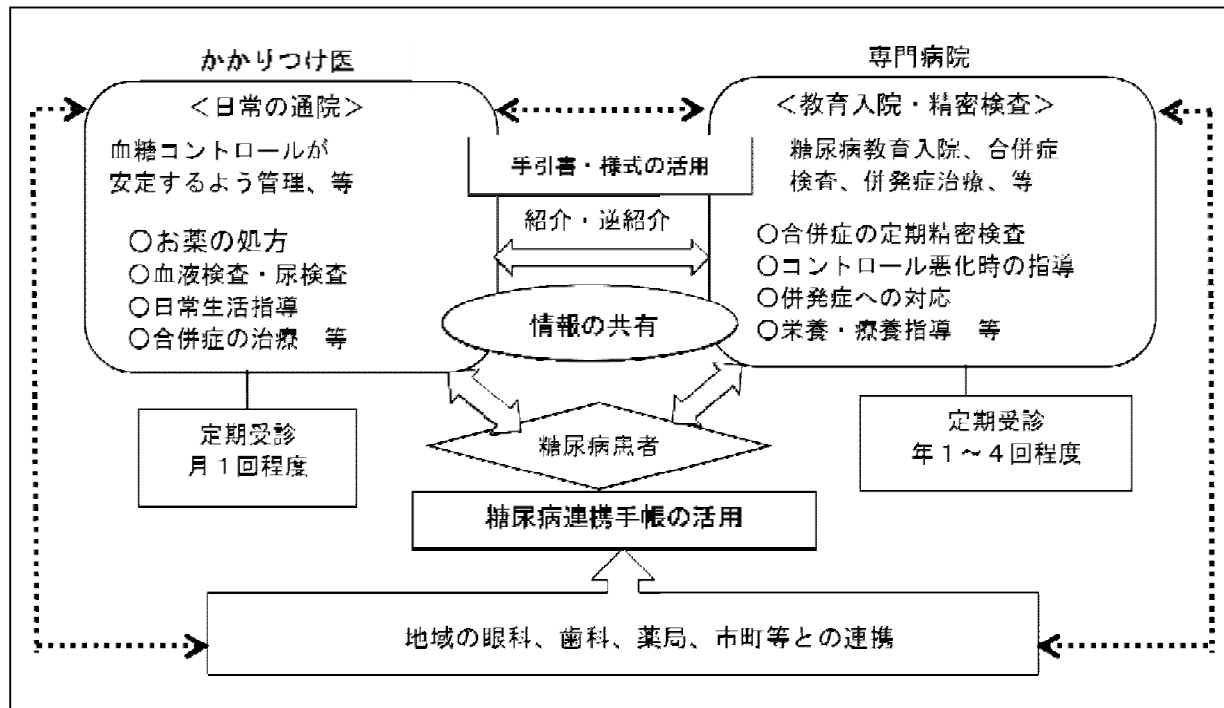 かかりつけ医
＜日常の通院＞
血糖コントロールが
安定するよう管理、等
〇お薬の処方
〇血液検査・尿検査
〇日常生活指導
〇合併症の治療　等
定期受診
月１回程度
手引書・様式の活用
紹介・逆紹介
情報の共有
専門病院
＜教育入院・精密検査＞
糖尿病教育入院、合併症
検査、併発症治療、等
〇合併症の定期精密検査
〇コントロール悪化時の指導
〇併発症への対応
〇栄養・療養指導　等
定期受診
年１～４回程度
糖尿病患者
糖尿病連携手帳の活用
地域の眼科、歯科、薬局、市町等との連携